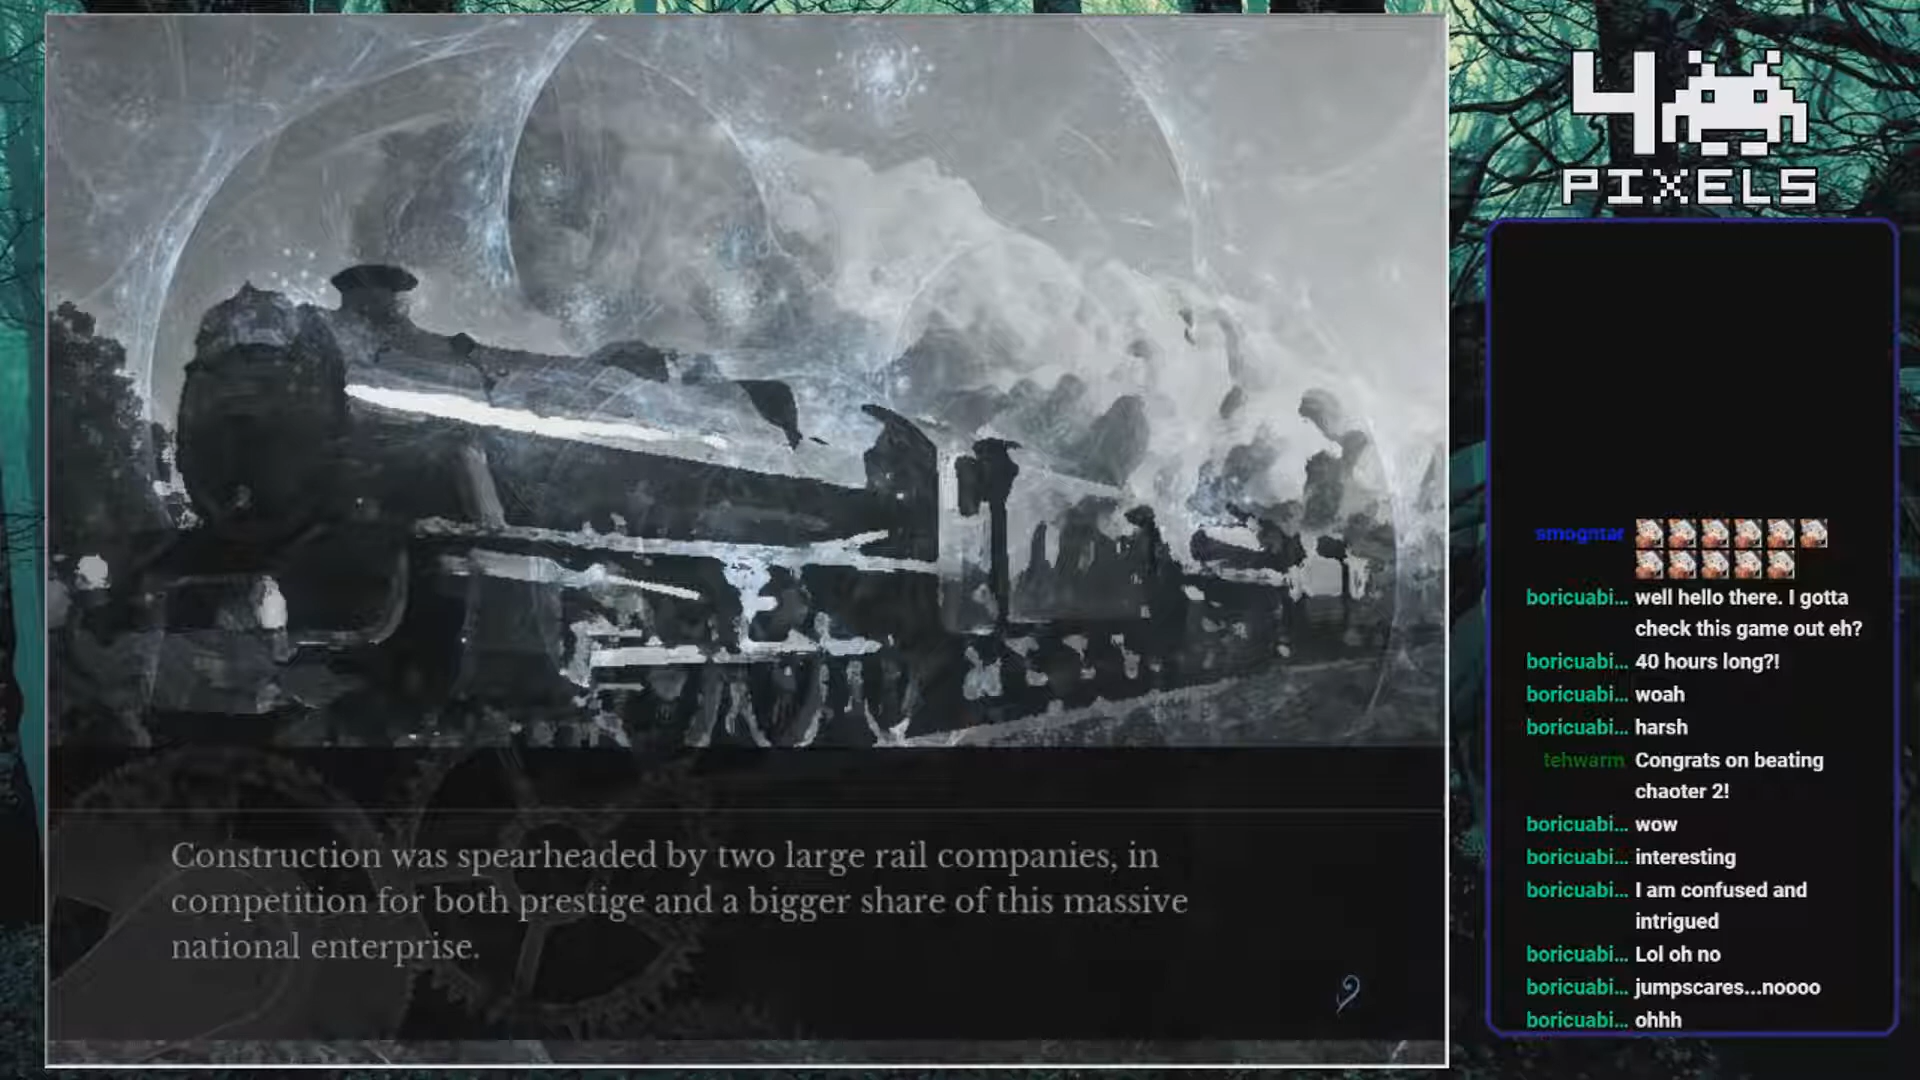 4
PIXELS
smogntar
boricuabi... well hello there. I gotta
check this game out eh?
boricuabi... 40 hours long?!
boricuabi... woah
boricuabi... harsh
tehwarm Congrats on beating
chaoter 2!
boricuabi... wow
boricuabi... interesting
boricuabi... I am confused and
intrigued
boricuabi... Lol oh no
boricuabi... jumpscares...noooo
boricuabi... ohhh
Construction was spearheaded by two large rail companies, in
competition for both prestige and a bigger share of this massive
national enterprise.